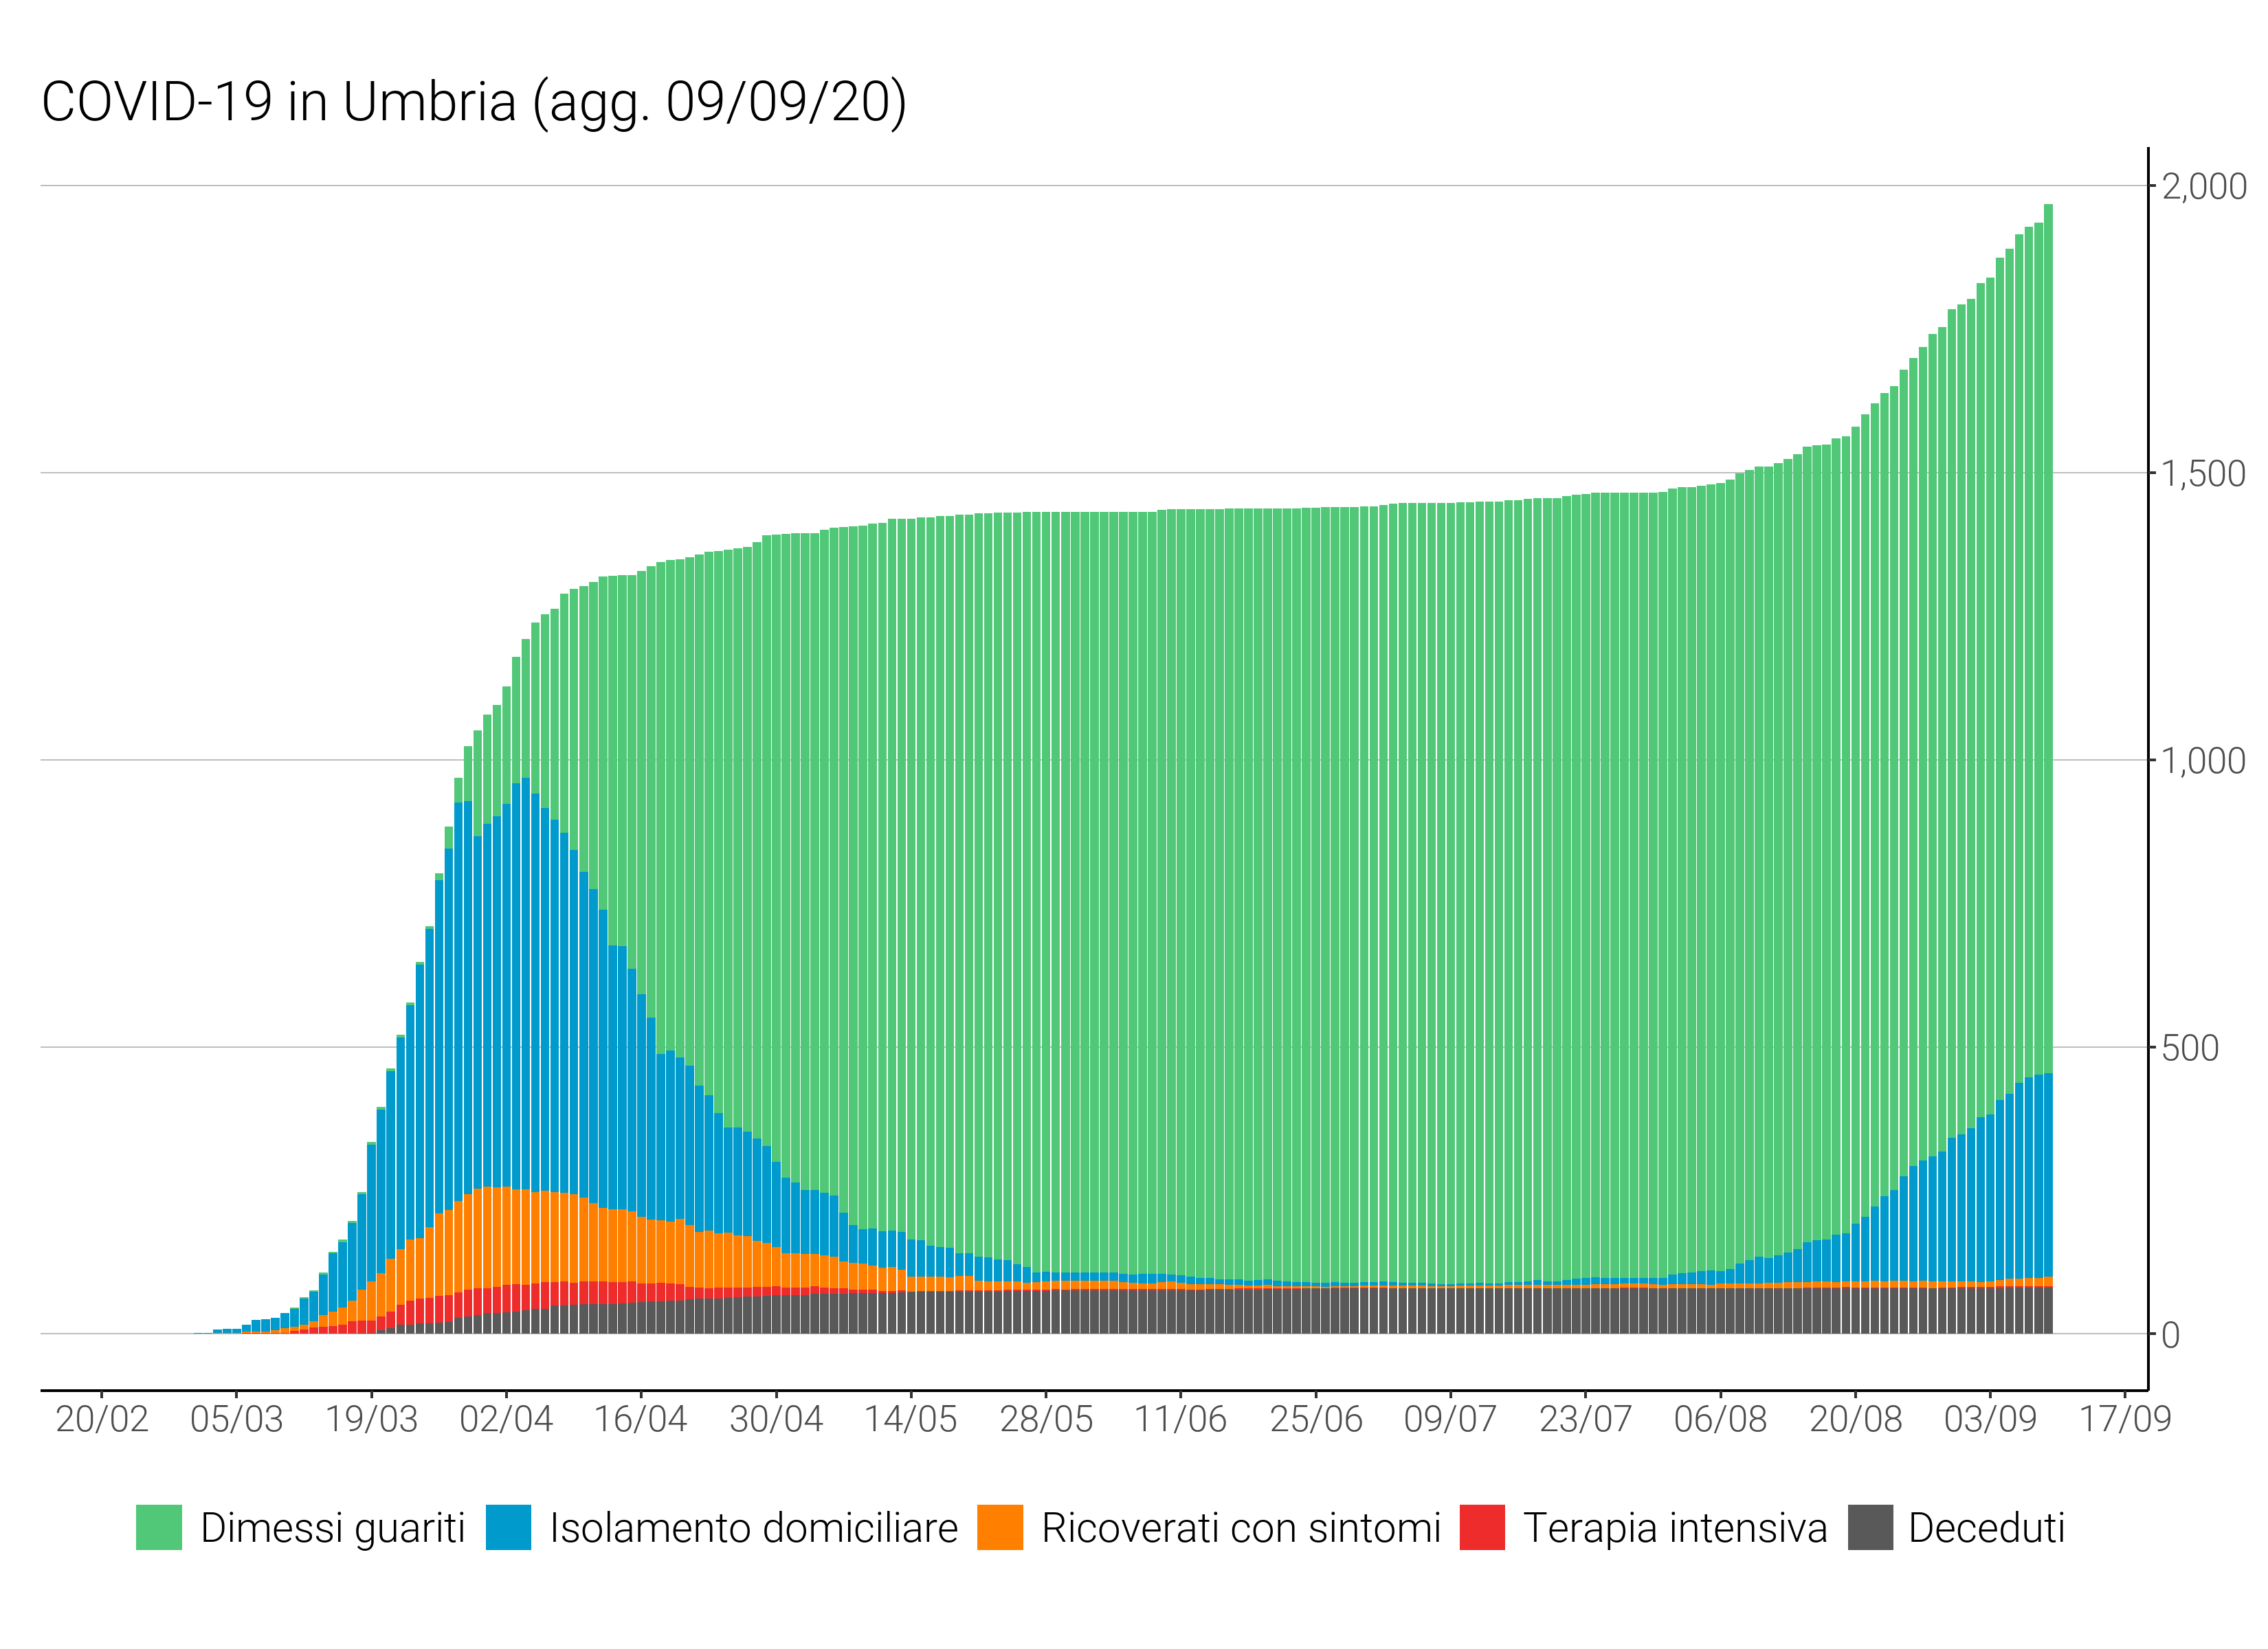 COVID-19 in Umbria (agg. 09/09/20)
2,000
1,500
1,000
500
0
20/02 05/03 19/03 02/04 16/04 30/04 14/05 28/05 11/06 25/06 09/07 23/07 06/08 20/08 03/09 17/09
Dimessi guariti Isolamento domiciliare Ricoverati con sintomi Terapia intensiva Deceduti